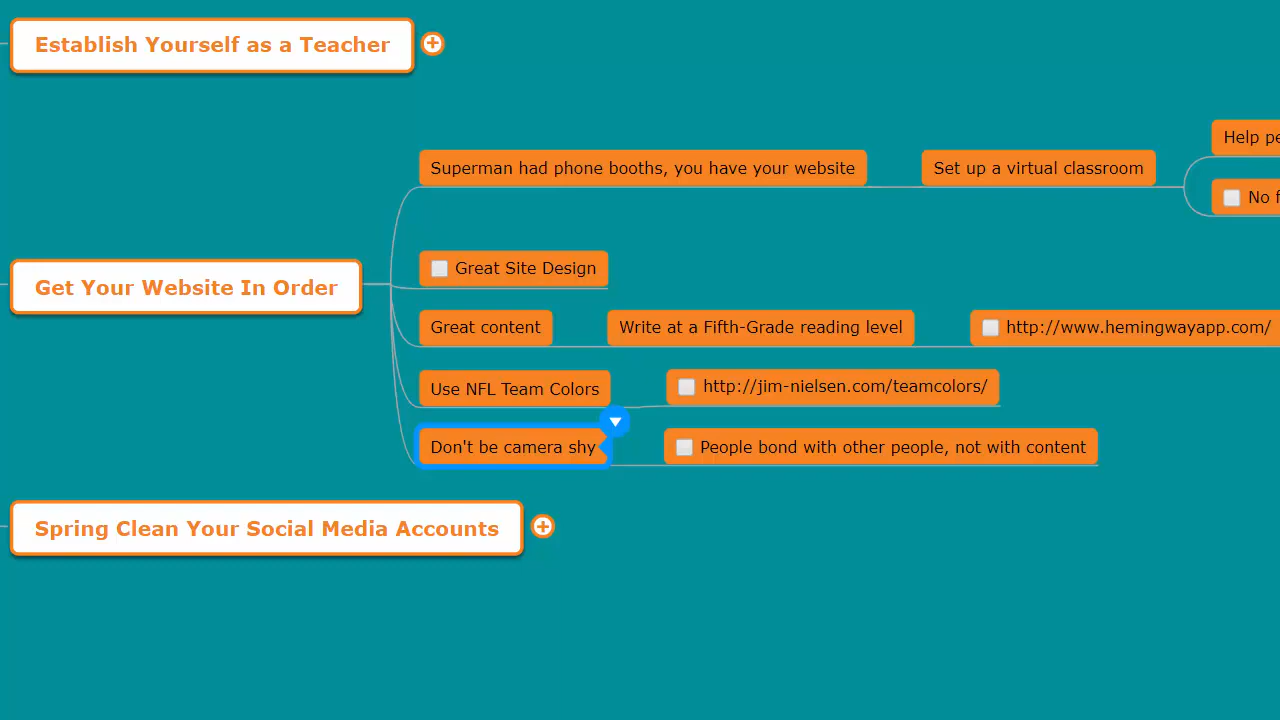 Establish Yourself as a Teacher
Help
Superman had phone booths, you have your website
Set up a virtual classroom
No
Great Site Design
Get Your Website In Order
Great content
Write at a Fifth-Grade reading level
http://www.hemingwayapp.com/
Use NFL Team Colors
http://jim-nielsen.com/teamcolors/
Don't be camera shy
People bond with other people, not with content
Spring Clean Your Social Media Accounts